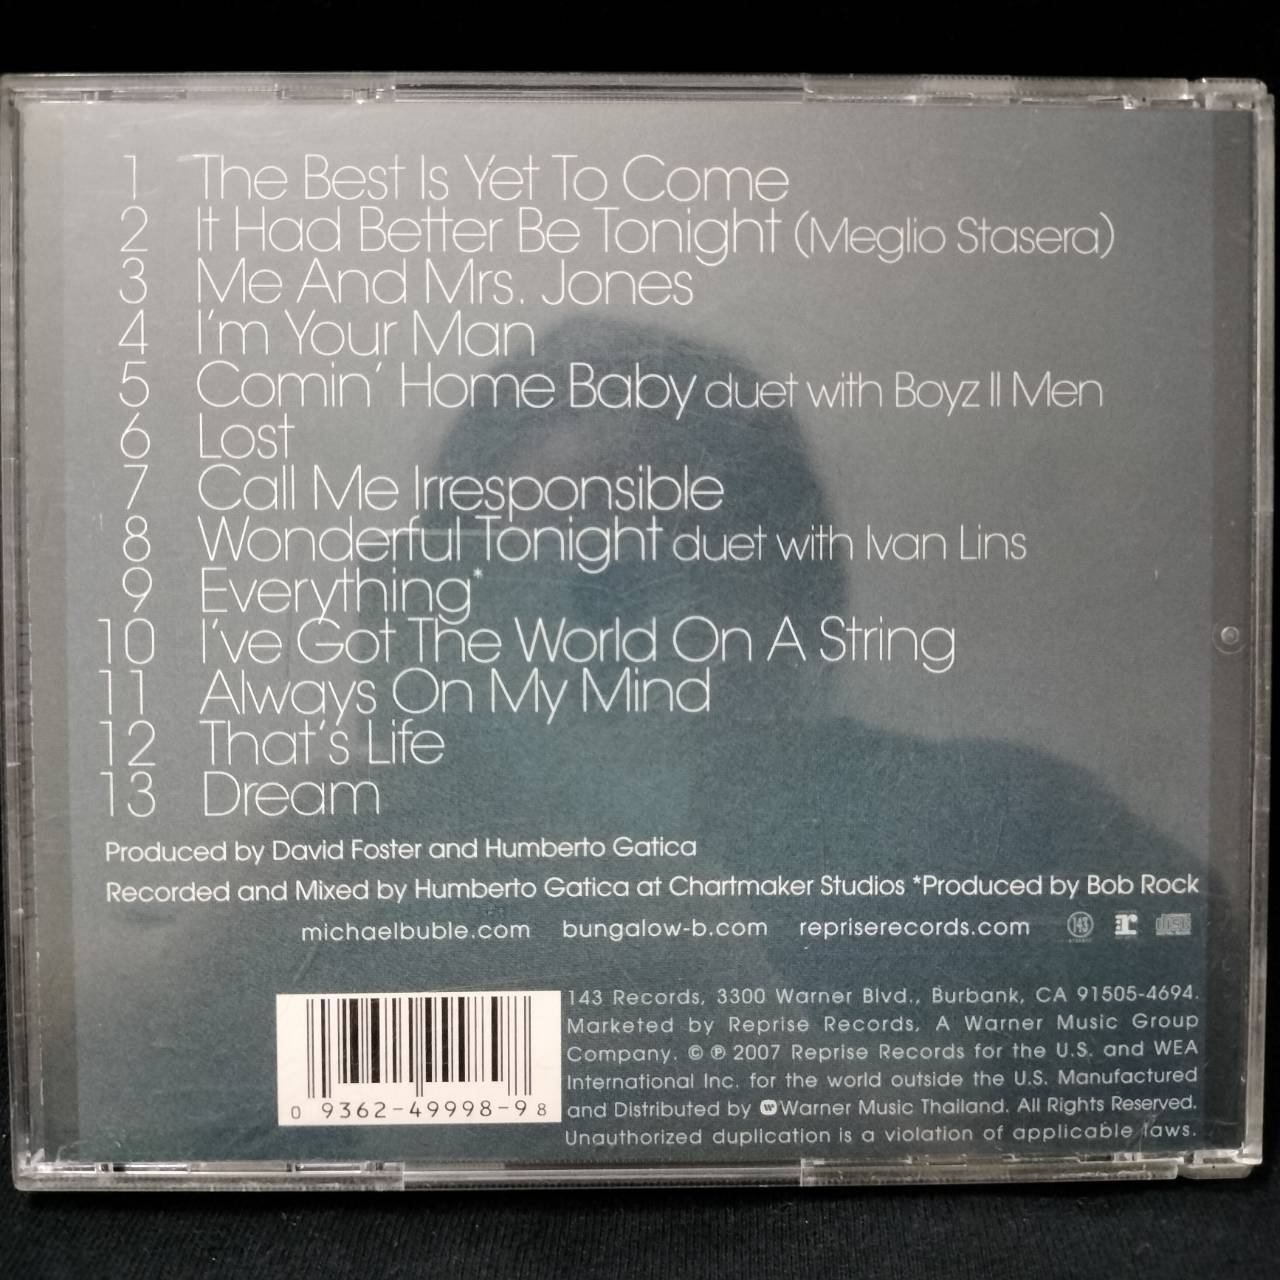 1 The Best Is Yet To Come
2 It Had Better Be Tonight (Meglio Stasera)
3 Me And Mrs. Jones
4 I'm Your Man
5 Comin' Home Baby duet with Boyz II Men
6 Lost
7 Call Me Irresponsible
8 Wonderful Tonight duet with Ivan Lins
9 Everything*
10 I've Got The World On A String
11 Always On My Mind
12 That's Life
13 Dream
Produced by David Foster and Humberto Gatica
Recorded and Mixed by Humberto Gatica at Chartmaker Studios *Produced by Bob Rock
michaelbuble.com bungalow-b.com repriserecords.com 143 r disc
143 Records, 3300 Warner Blvd., Burbank, CA 91505-4694.
Marketed by Reprise Records, A Warner Music Group
Company. © ℗ 2007 Reprise Records for the U.S. and WEA
International Inc. for the world outside the U.S. Manufactured
and Distributed by Warner Music Thailand. All Rights Reserved.
Unauthorized duplication is a violation of applicable laws.
0 9362-49998-9 8